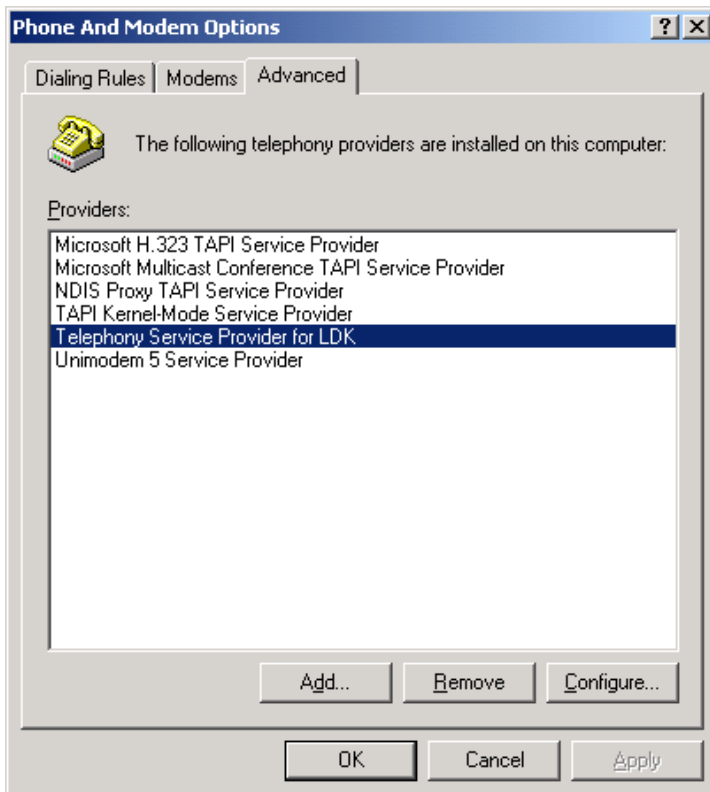 Phone And Modem Options
Dialing Rules
Modems
Advanced
The following telephony providers are installed on this computer:
Providers:
Microsoft H.323 TAPI Service Provider
Microsoft Multicast Conference TAPI Service Provider
NDIS Proxy TAPI Service Provider
TAPI Kernel-Mode Service Provider
Telephony Service Provider for LDK
Unimodem 5 Service Provider
Add...
Remove
Configure...
OK
Cancel
Apply